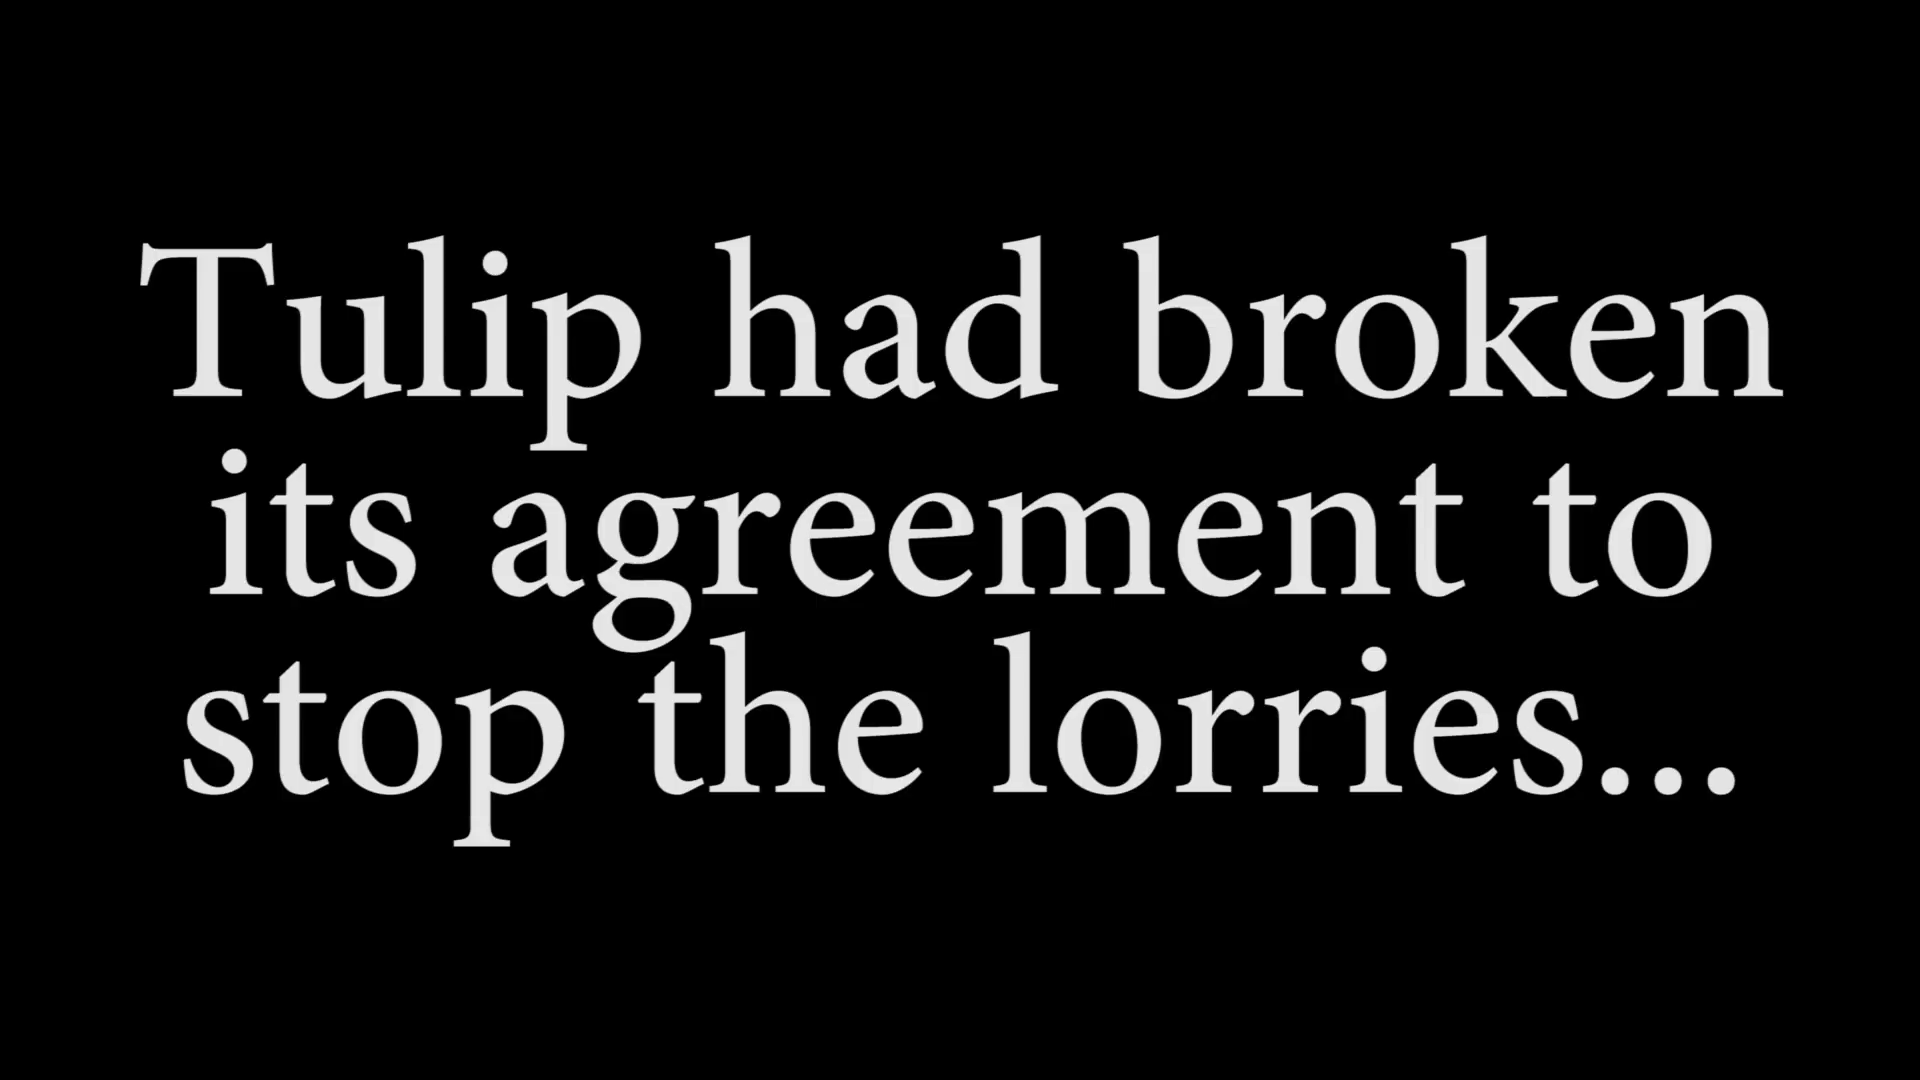 Tulip had broken
its agreement to
stop the lorries...